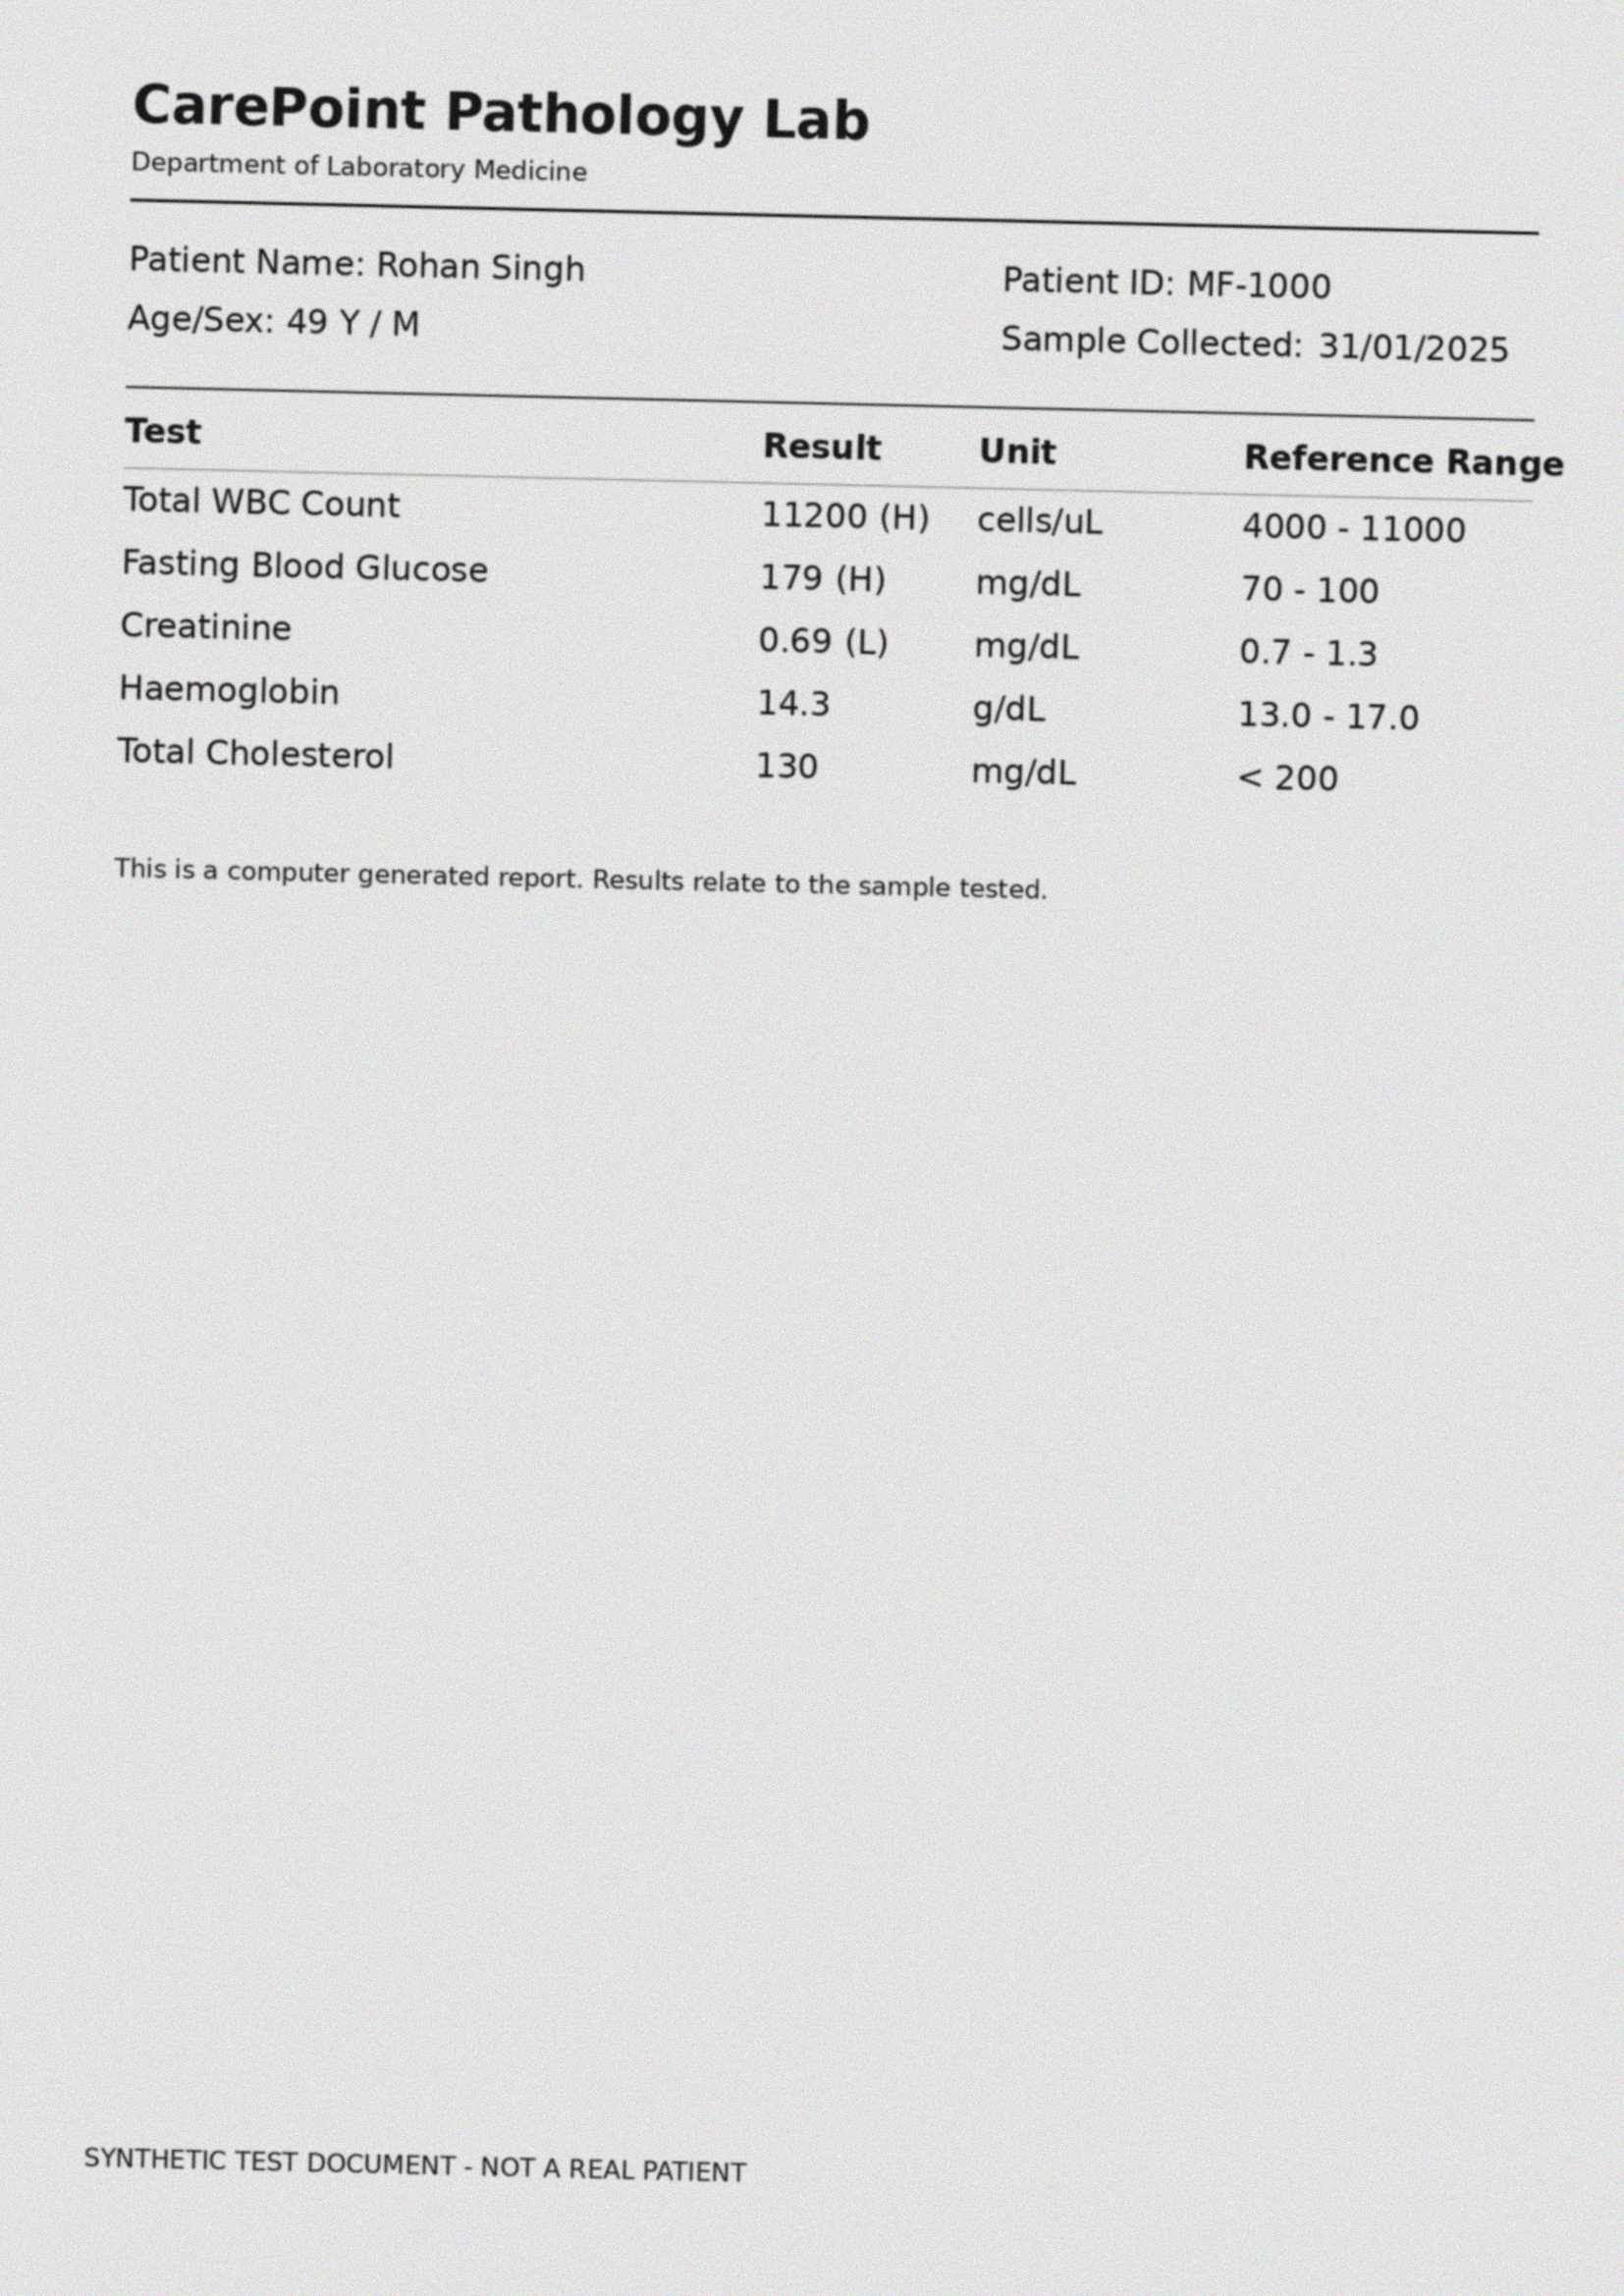 CarePoint Pathology Lab
Department of Laboratory Medicine
Patient Name: Rohan Singh Patient ID: MF-1000
Age/Sex: 49 Y / M Sample Collected: 31/01/2025
Test Result Unit Reference Range
Total WBC Count 11200 (H) cells/uL 4000 - 11000
Fasting Blood Glucose 179 (H) mg/dL 70 - 100
Creatinine 0.69 (L) mg/dL 0.7 - 1.3
Haemoglobin 14.3 g/dL 13.0 - 17.0
Total Cholesterol 130 mg/dL < 200
This is a computer generated report. Results relate to the sample tested.
SYNTHETIC TEST DOCUMENT - NOT A REAL PATIENT